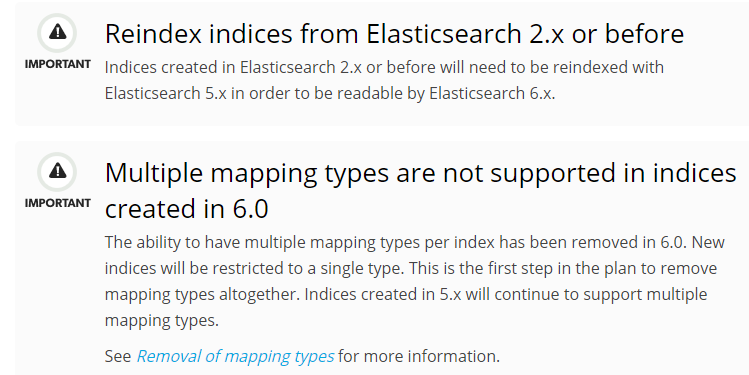 Reindex indices from Elasticsearch 2.x or before
IMPORTANT
Indices created in Elasticsearch 2.x or before will need to be reindexed with
Elasticsearch 5.x in order to be readable by Elasticsearch 6.x.
Multiple mapping types are not supported in indices
IMPORTANT
created in 6.0
The ability to have multiple mapping types per index has been removed in 6.0. New
indices will be restricted to a single type. This is the first step in the plan to remove
mapping types altogether. Indices created in 5.x will continue to support multiple
mapping types.
See Removal of mapping types for more information.